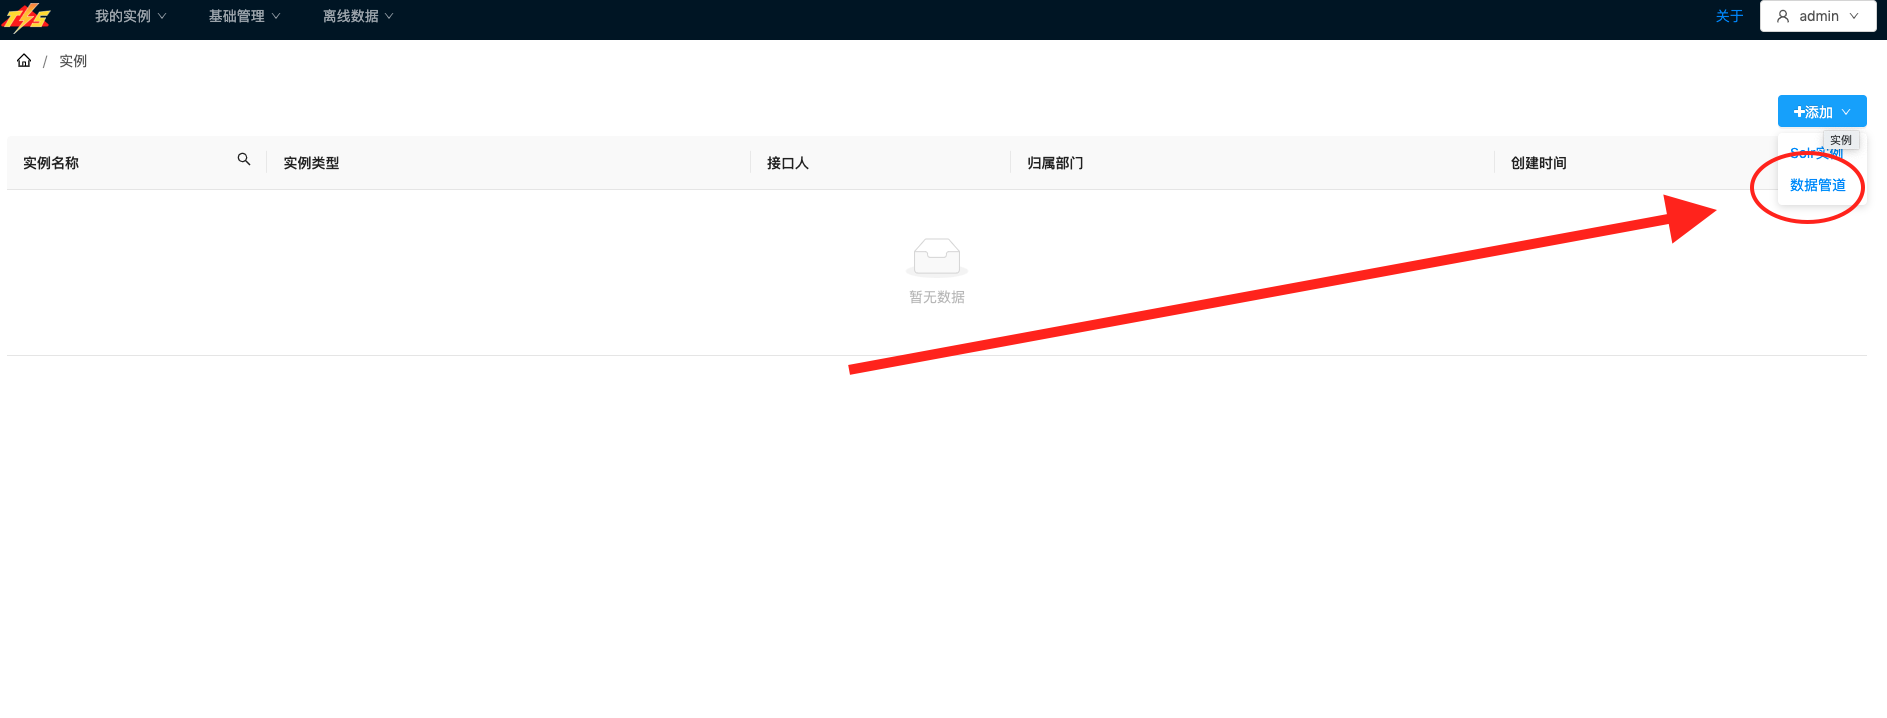 TIS 我的实例 基础管理 离线数据 关于 admin
/ 实例
添加
实例
实例名称 实例类型 接口人 归属部门 创建时间
Solr实例
数据管道
暂无数据